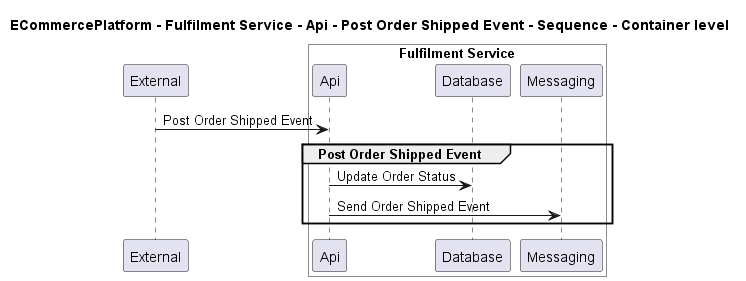 ECommercePlatform - Fulfilment Service - Api - Post Order Shipped Event - Sequence - Container level
Fulfilment Service
External Api Database Messaging
Post Order Shipped Event
Post Order Shipped Event
Update Order Status
Send Order Shipped Event
External Api Database Messaging